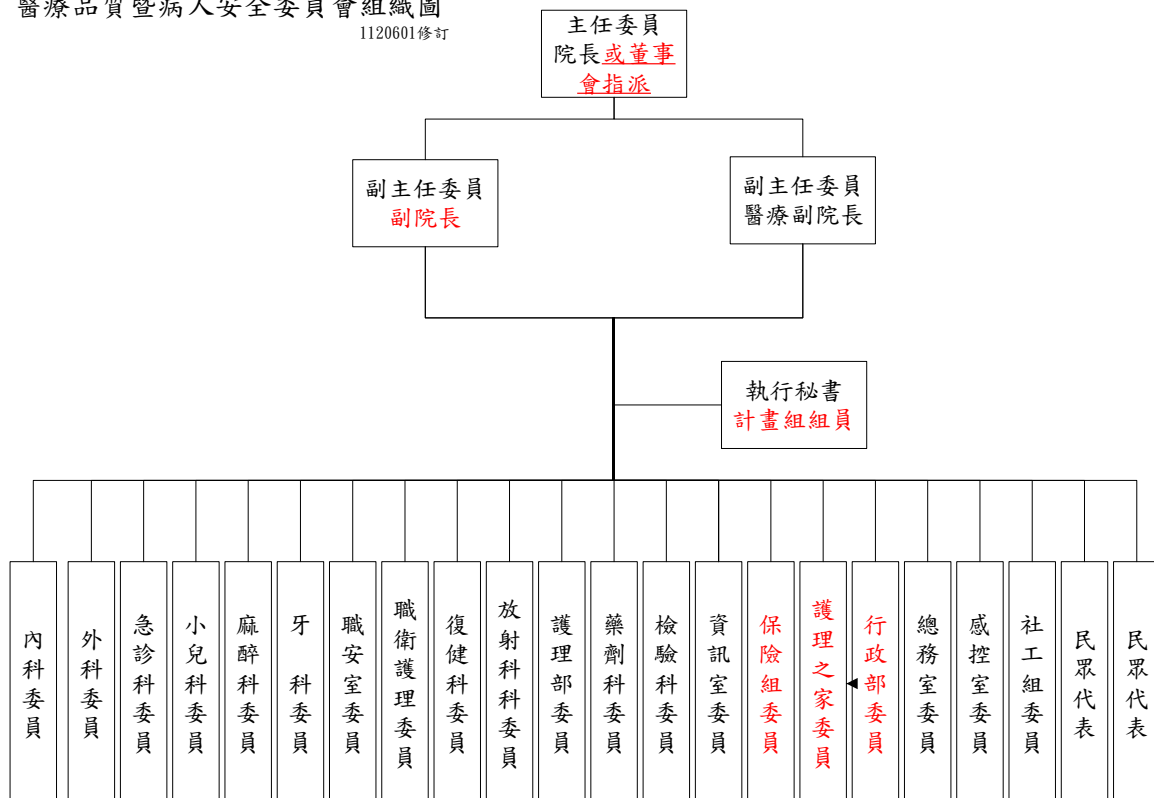 醫療品質暨病人安全委員會組織圖
1120601修訂
主任委員
院長或董事
會指派
副主任委員
副院長
副主任委員
醫療副院長
執行秘書
計畫組組員
內科委員
外科委員
急診科委員
小兒科委員
麻醉科委員
牙 科
職安室委員
職衛護理委員
復健科委員
放射科科委員
護理部委員
藥劑科委員
檢驗科委員
資訊室委員
保險組委員
護理之家委員
行政部委員
總務室委員
感控室委員
社工組委員
民眾代表
民眾代表